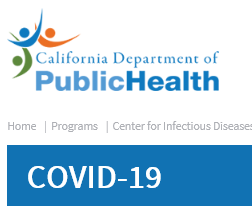 California Department of
PublicHealth
Home | Programs | Center for Infectious Diseases
COVID-19